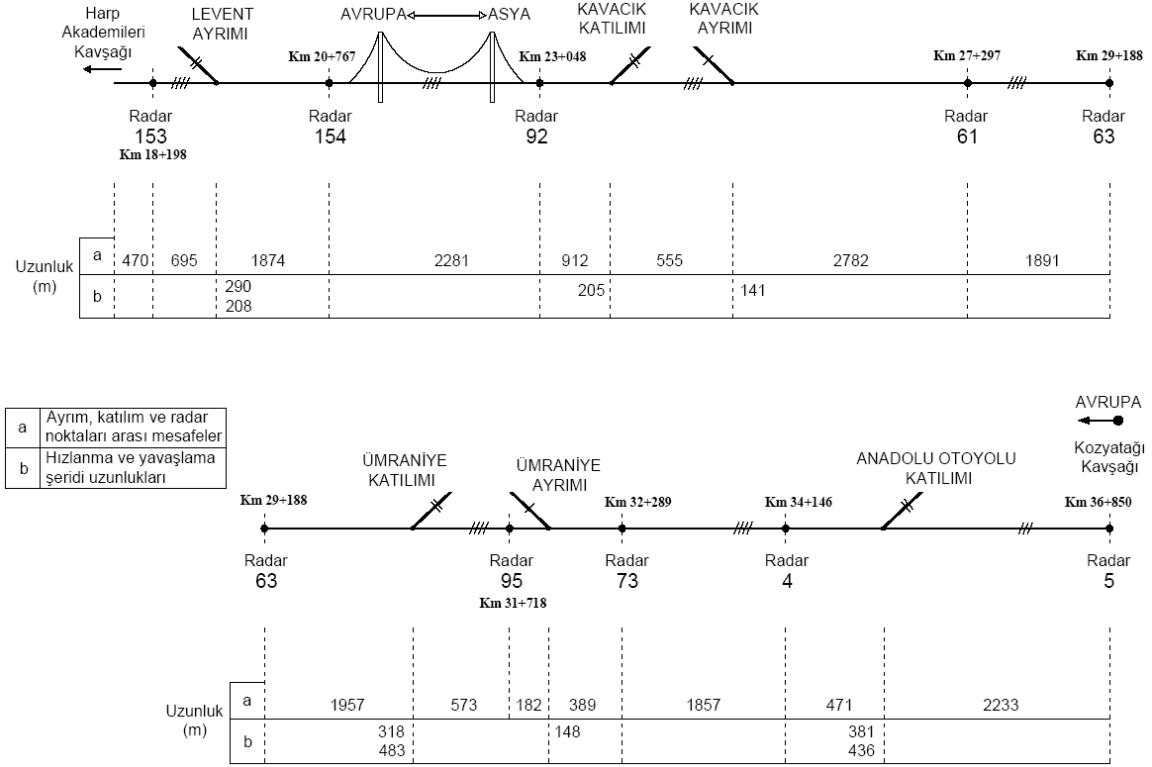 Harp
Akademileri
Kavşağı
LEVENT
AYRIMI
AVRUPA
ASYA
KAVACIK
KATILIMI
KAVACIK
AYRIMI
Km 20+767
Km 23+048
Km 27+297
Km 29+188
Radar
153
Km 18+198
Radar
154
Radar
92
Radar
61
Radar
63
Uzunluk
(m)
a 470 695 1874 2281 912 555 2782 1891
b 290 205 141
208
a Ayrım, katılım ve radar
noktaları arası mesafeler
b Hızlanma ve yavaşlama
şeridi uzunlukları
AVRUPA
Kozyatağı
Kavşağı
ÜMRANİYE
KATILIMI
ÜMRANİYE
AYRIMI
ANADOLU OTOYOLU
KATILIMI
Km 29+188
Km 32+289
Km 34+146
Km 36+850
Radar
63
Radar
95
Km 31+718
Radar
73
Radar
4
Radar
5
Uzunluk
(m)
a 1957 573 182 389 1857 471 2233
b 318 148 381
483 436